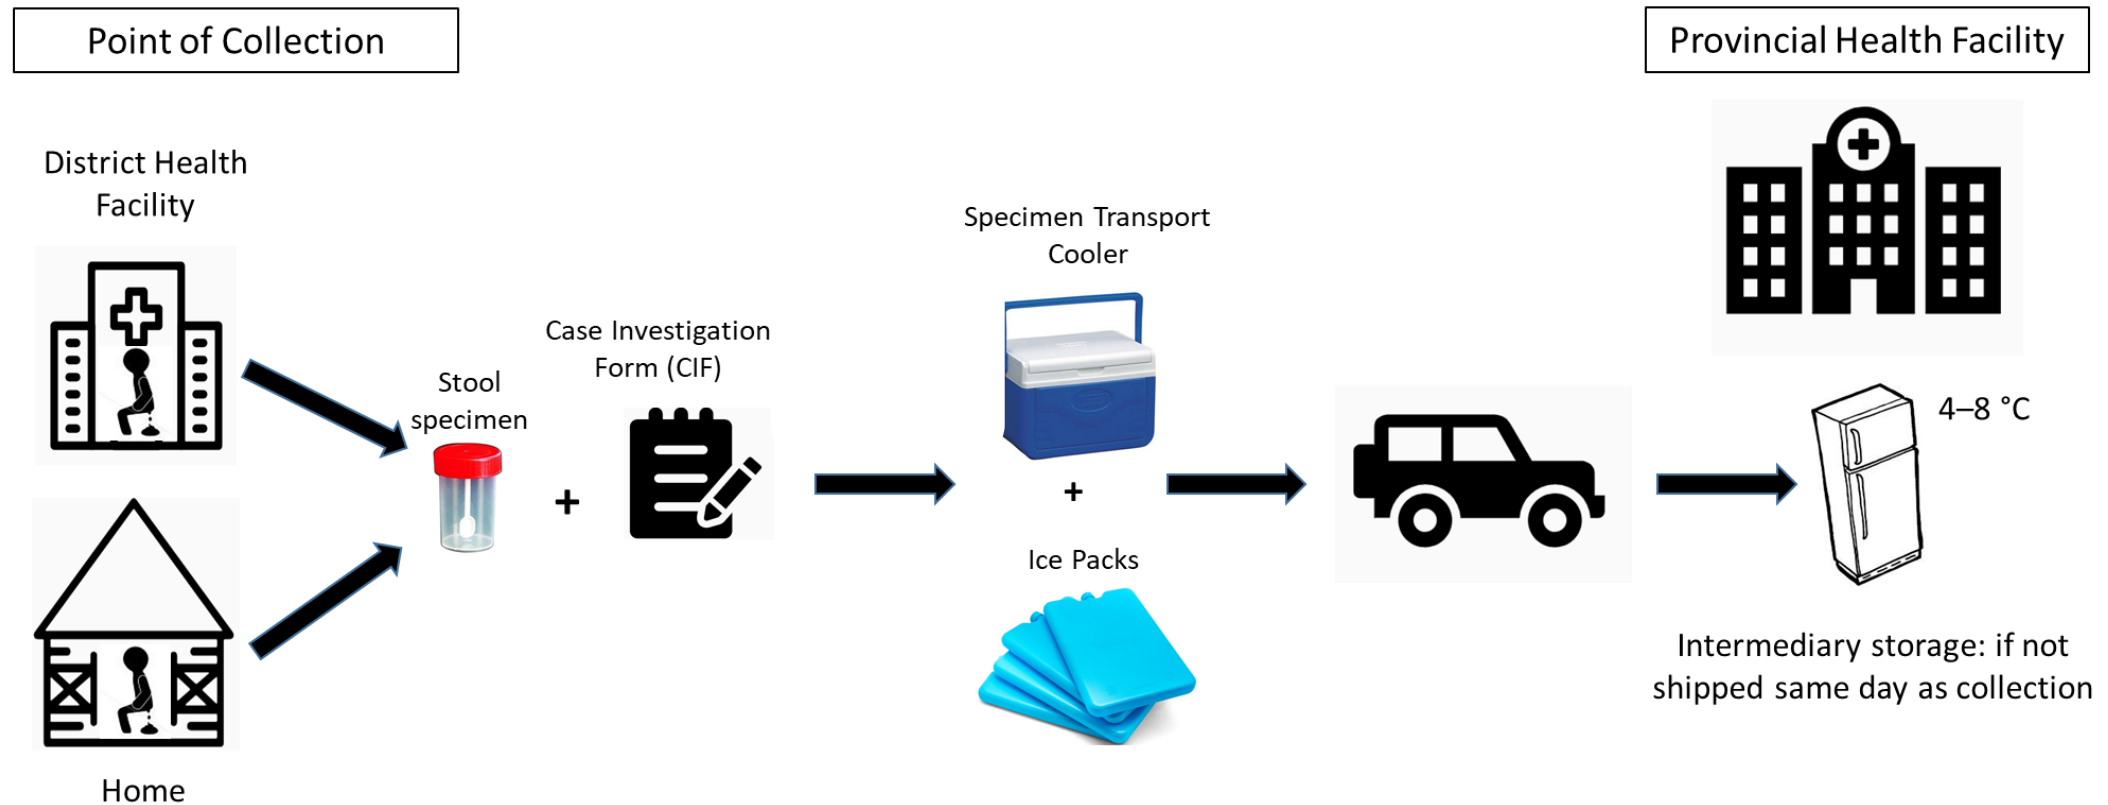 Point of Collection
Provincial Health Facility
District Health
Facility
Home
Stool
specimen
+
Case Investigation
Form (CIF)
Specimen Transport
Cooler
+
Ice Packs
4–8 °C
Intermediary storage: if not
shipped same day as collection